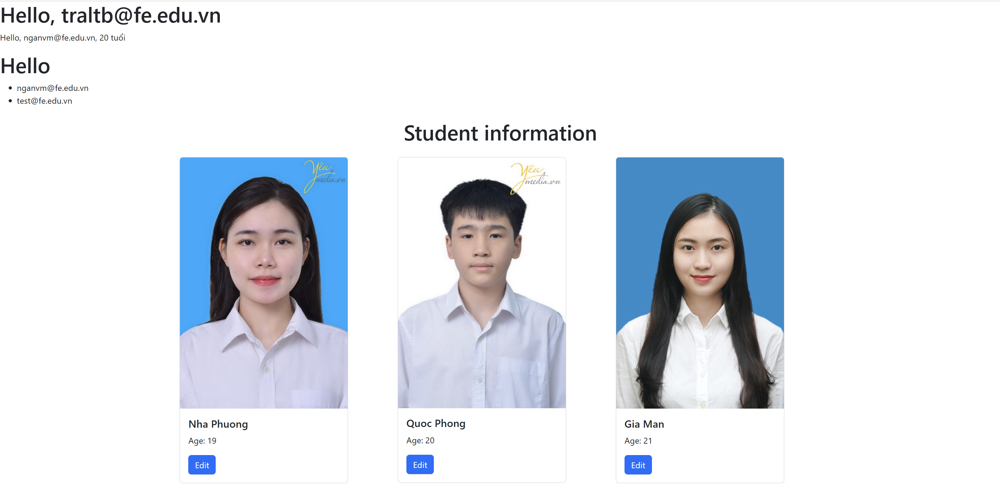 Hello, traltb@fe.edu.vn
Hello, nganvm@fe.edu.vn, 20 tuổi
Hello
nganvm@fe.edu.vn
test@fe.edu.vn
Student information
Yêu
media.vn
Yêu
media.vn
Nha Phuong
Age: 19
Edit
Quoc Phong
Age: 20
Edit
Gia Man
Age: 21
Edit